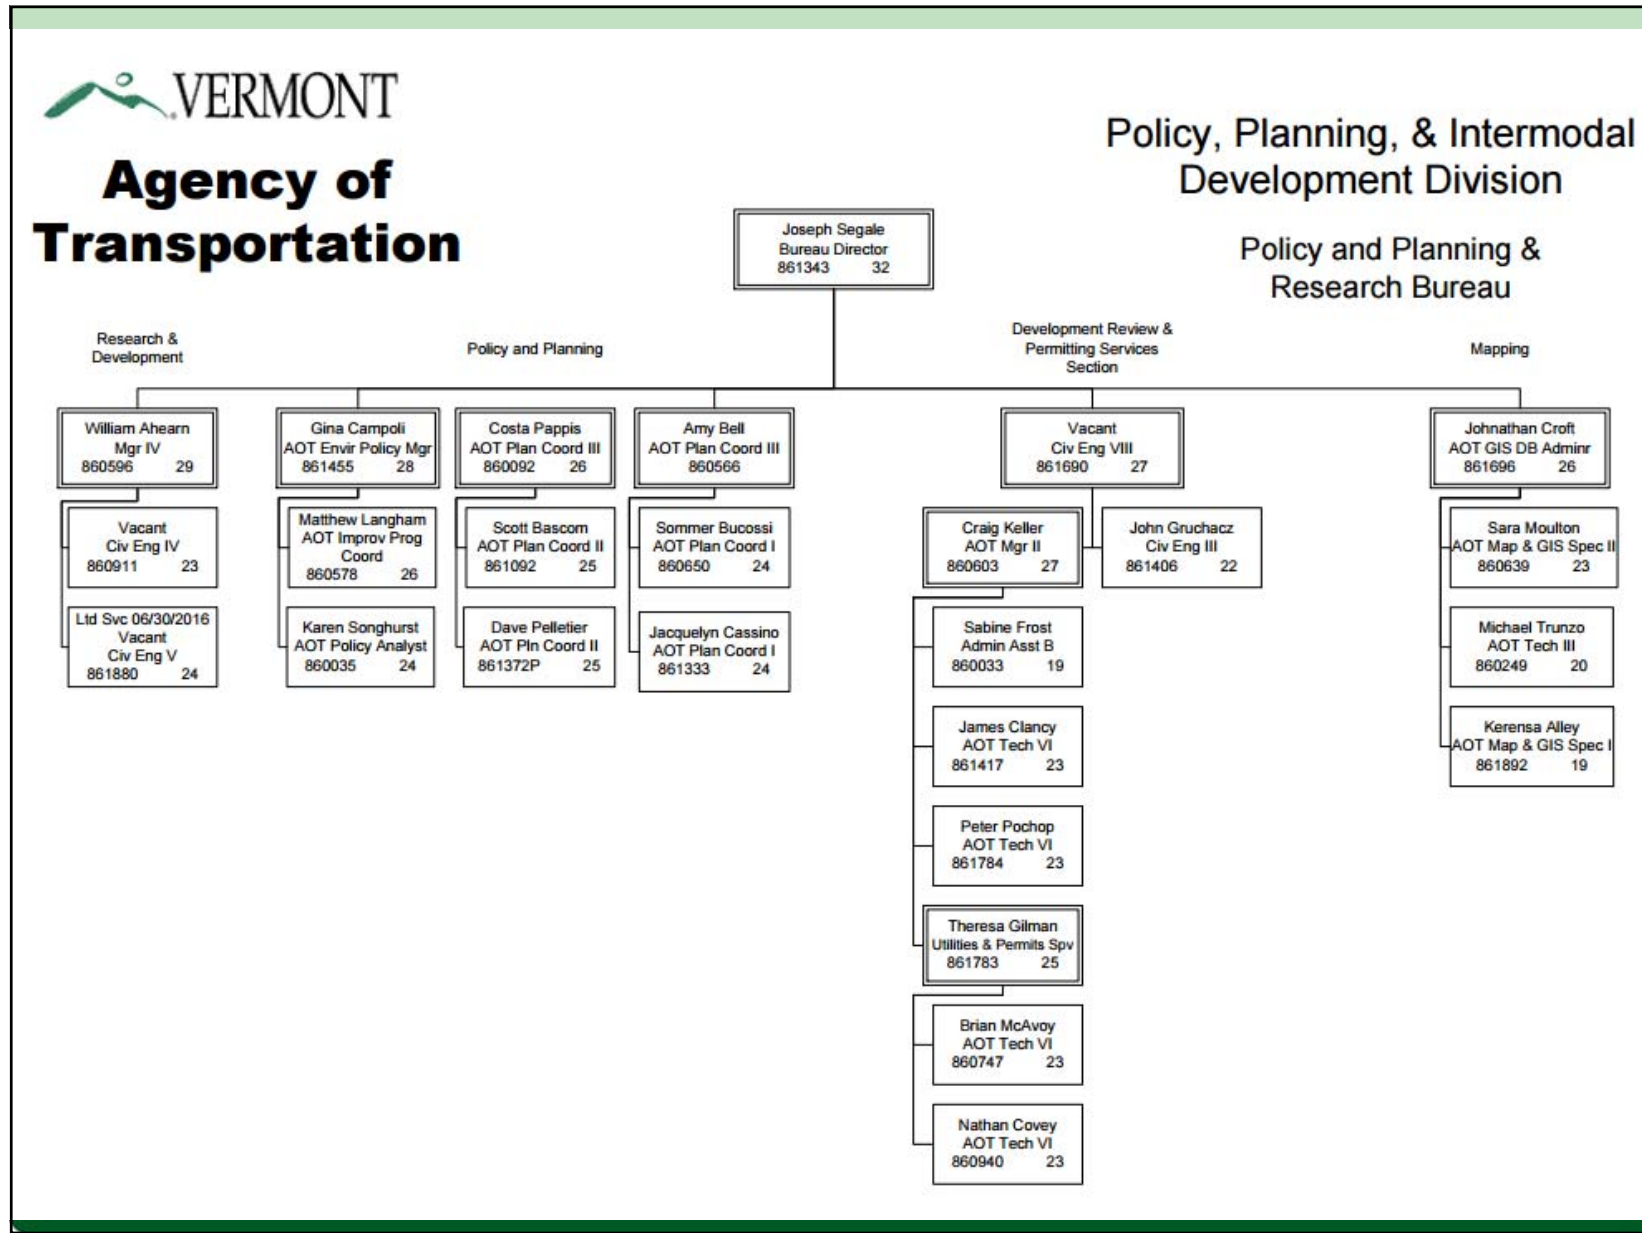 VERMONT
Agency of
Transportation
Policy, Planning, & Intermodal
Development Division
Policy and Planning &
Research Bureau
Joseph Segale
Bureau Director
861343 32
Research &
Development
Policy and Planning
Development Review &
Permitting Services
Section
Mapping
William Ahearn
Mgr IV
860596 29
Vacant
Civ Eng IV
860911 23
Ltd Svc 06/30/2016
Vacant
Civ Eng V
861880 24
Gina Campoli
AOT Envir Policy Mgr
861455 28
Matthew Langham
AOT Improv Prog
Coord
860578 26
Karen Songhurst
AOT Policy Analyst
860035 24
Costa Pappis
AOT Plan Coord III
860092 26
Scott Bascom
AOT Plan Coord II
861092 25
Dave Pelletier
AOT Pln Coord II
861372P 25
Amy Bell
AOT Plan Coord III
860566
Sommer Bucossi
AOT Plan Coord I
860650 24
Jacquelyn Cassino
AOT Plan Coord I
861333 24
Vacant
Civ Eng VIII
861690 27
Craig Keller
AOT Mgr II
860603 27
John Gruchacz
Civ Eng III
861406 22
Sabine Frost
Admin Asst B
860033 19
James Clancy
AOT Tech VI
861417 23
Peter Pochop
AOT Tech VI
861784 23
Theresa Gilman
Utilities & Permits Spv
861783 25
Brian McAvoy
AOT Tech VI
860747 23
Nathan Covey
AOT Tech VI
860940 23
Johnathan Croft
AOT GIS DB Adminr
861696 26
Sara Moulton
AOT Map & GIS Spec II
860639 23
Michael Trunzo
AOT Tech III
860249 20
Kerensa Alley
AOT Map & GIS Spec I
861892 19